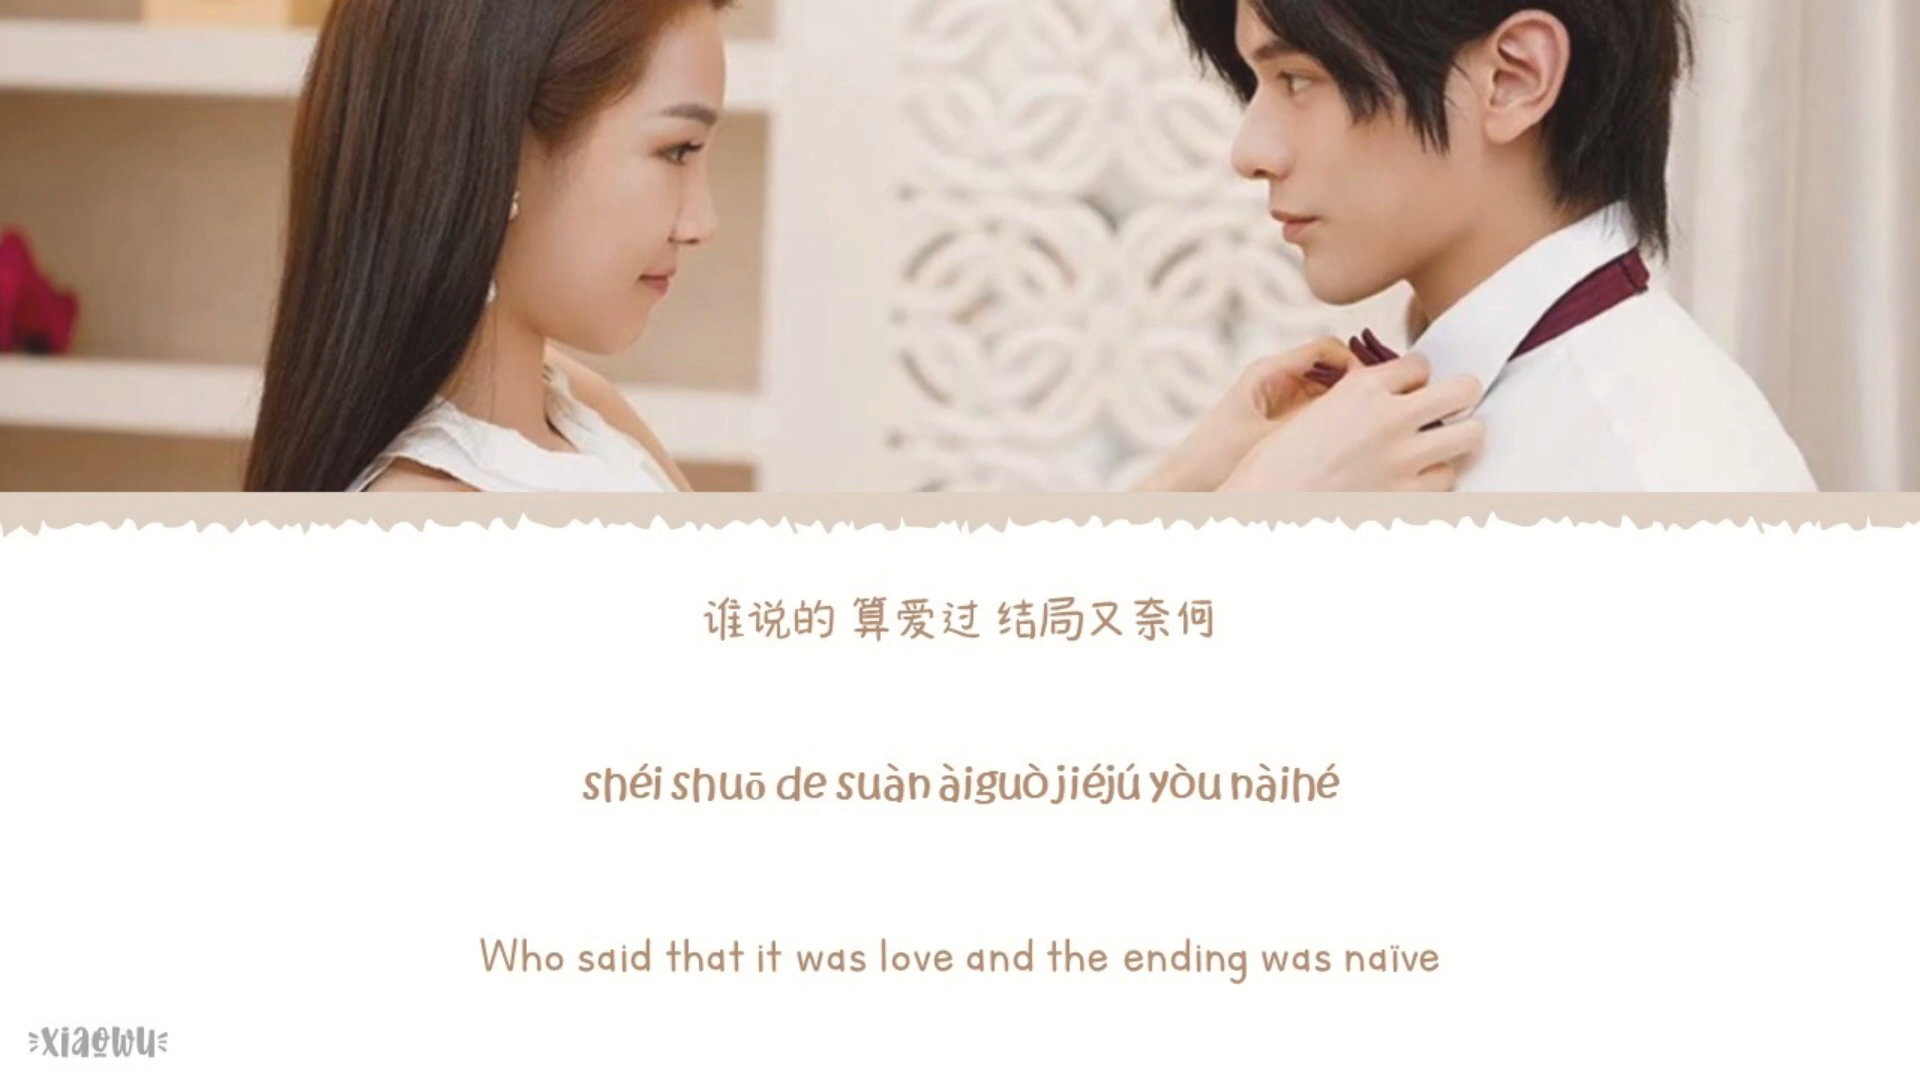 谁说的 算爱过 结局又奈何
shéi shuō de suàn àiguò jiéjú yòu nàihé
Who said that it was love and the ending was naïve
xiaowu